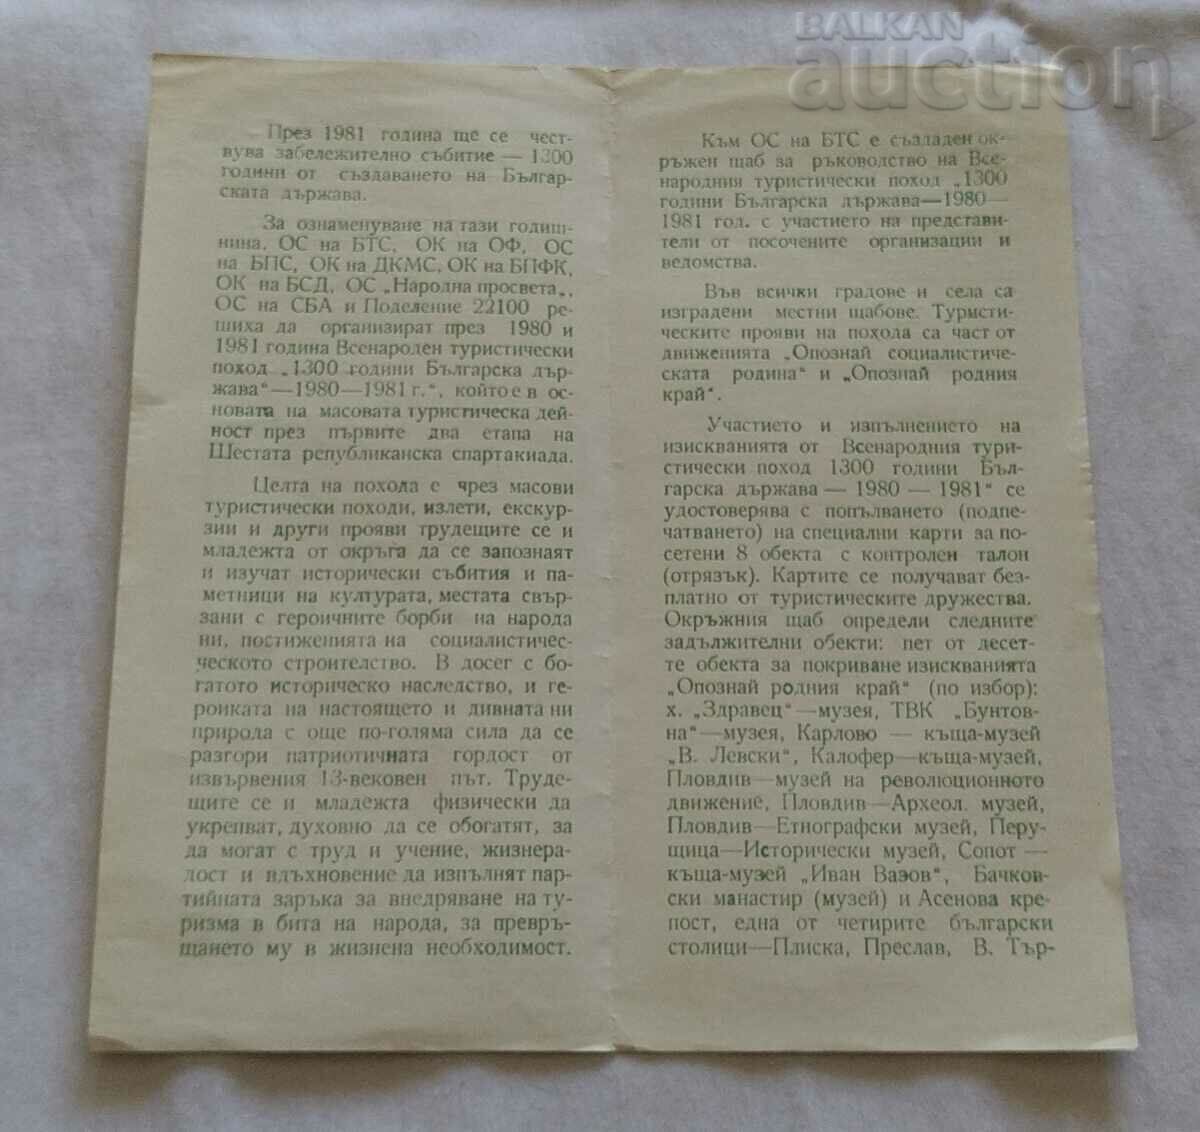 BALKAN
auction
През 1981 година ще се чест-
вува забележително събитие — 1300
години от създаването на Българ-
ската държава.
За ознаменуване на тази годиш-
нина, ОС на БТС, ОК на ОФ, ОС
на БПС, ОК на ДКМС, ОК на БПФК,
ОК на БСД, ОС „Народна просвета„,
ОС на СБА и Поделение 22100 ре-
шиха да организират през 1980 и
1981 година Всенароден туристически
поход „1300 години Българска дър-
жава“—1980—1981 г.“, който е в ос-
новата на масовата туристическа дей-
ност през първите два етапа на
Шестата републиканска спартакиада.
Целта на похода е чрез масови
туристически походи, излети, екскур-
зии и други прояви трудещите се и
младежта от окръга да се запознаят
и изучат исторически събития и па-
метници на културата, местата свър-
зани с героичните борби на народа
ни, постиженията на социалистичес-
ческото строителство. В досег с бо-
гатото историческо наследство, и ге-
роиката на настоящето и дивната ни
природа с още по-голяма сила да се
разгори патриотичната гордост от
извървения 13-вековен път. Труде-
щите се и младежта физически да
укрепват, духовно да се обогатят, за
да могат с труд и учение, жизнера-
дост и вдъхновение да изпълнят пар-
тийната заръка за внедряване на ту-
ризма в бита на народа, за превръ-
щането му в жизнена необходимост.
Към ОС на БТС е създаден ок-
ръжен щаб за ръководство на Все-
народния туристически поход „1300
години Българска държава—1980—
1981 год. с участието на представи-
тели от посочените организации и
ведомства.
Във всички градове и села са
изградени местни щабове. Туристи-
ческите прояви на похода са част от
движенията „Опознай социалистиче-
ската родина“ и „Опознай родния
край“.
Участието и изпълнението на
изискванията от Всенародния тури-
стически поход 1300 години Бъл-
гарска държава — 1980 — 1981“ се
удостоверява с попълването (подпе-
чатването) на специални карти за по-
сетени 8 обекта с контролен талон
(отрязък). Картите се получават без-
платно от туристическите дружества.
Окръжния щаб определи следните
задължителни обекти: пет от десет-
те обекта за покриване изискванията
„Опознай родния край“ (по избор):
х. „Здравец“—музея, ТВК „Бунтов-
на“—музея, Карлово — къща-музей
„В. Левски“, Калофер—къща-музей,
Пловдив—музей на революционното
движение, Пловдив—Археол. музей,
Пловдив—Етнографски музей, Перу-
щица—Исторически музей, Сопот —
къща-музей „Иван Вазов“, Бачков-
ски манастир (музей) и Асенова кре-
пост, една от четирите български
столици—Плиска, Преслав, В. Тър-